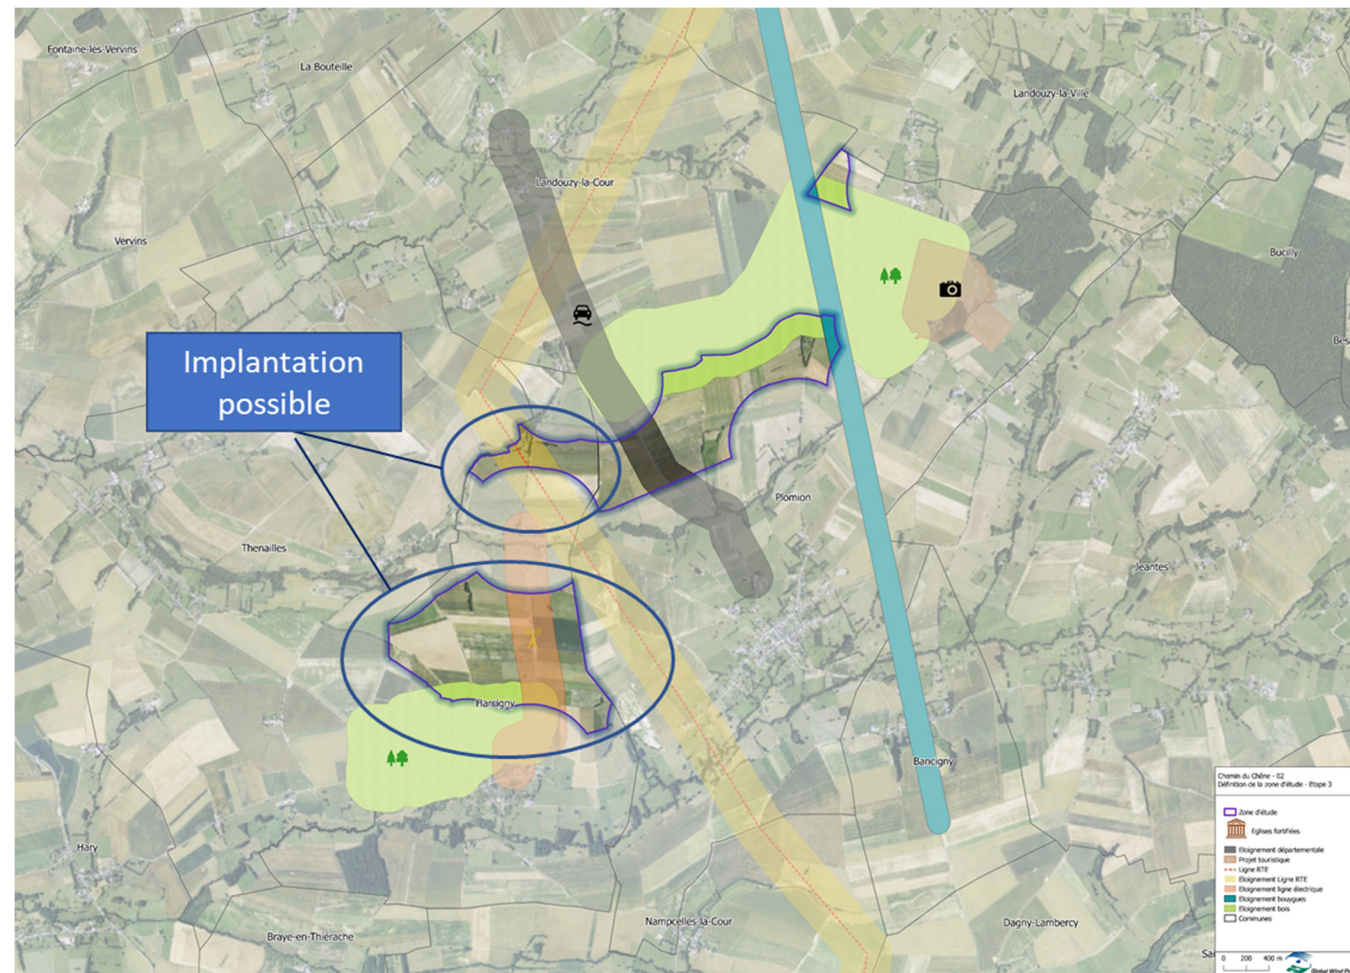 Fontaine-lès-Vervins
La Bouteille
Landouzy-la-Ville
Landouzy-la-Cour
Vervins
Bucilly
Implantation
possible
Plomion
Thenailles
Jeantes
Harcigny
Bancigny
Hary
Nampcelles-la-Cour
Dagny-Lambercy
Braye-en-Thiérache
Chemin du Chêne - 02
Définition de la zone d'étude - Etape 3
Zone d'étude
Eglises fortifiées
Eloignement départementale
Projet touristique
Ligne RTE
Eloignement Ligne RTE
Eloignement ligne électrique
Eloignement bouygues
Eloignement bois
Communes
0 200 400 m
Global Wind